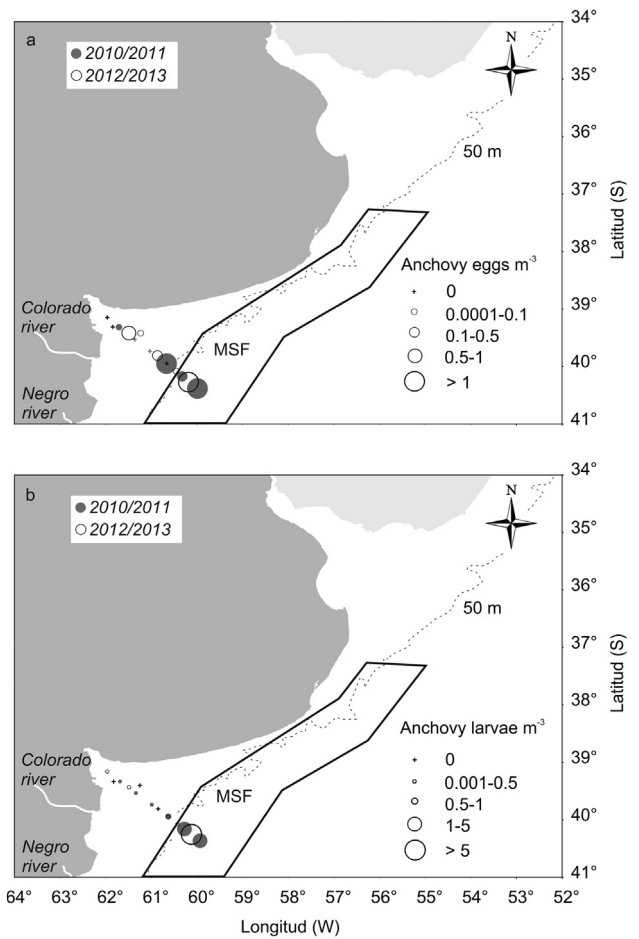 a
2010/2011
2012/2013
N
34°
35°
36°
37°
38°
39°
40°
41°
Latitud (S)
50 m
Anchovy eggs m-3
0
0.0001-0.1
0.1-0.5
0.5-1
> 1
Colorado
river
MSF
Negro
river
b
2010/2011
2012/2013
N
34°
35°
36°
37°
38°
39°
40°
41°
Latitud (S)
50 m
Anchovy larvae m-3
0
0.001-0.5
0.5-1
1-5
> 5
Colorado
river
MSF
Negro
river
64° 63° 62° 61° 60° 59° 58° 57° 56° 55° 54° 53° 52°
Longitud (W)